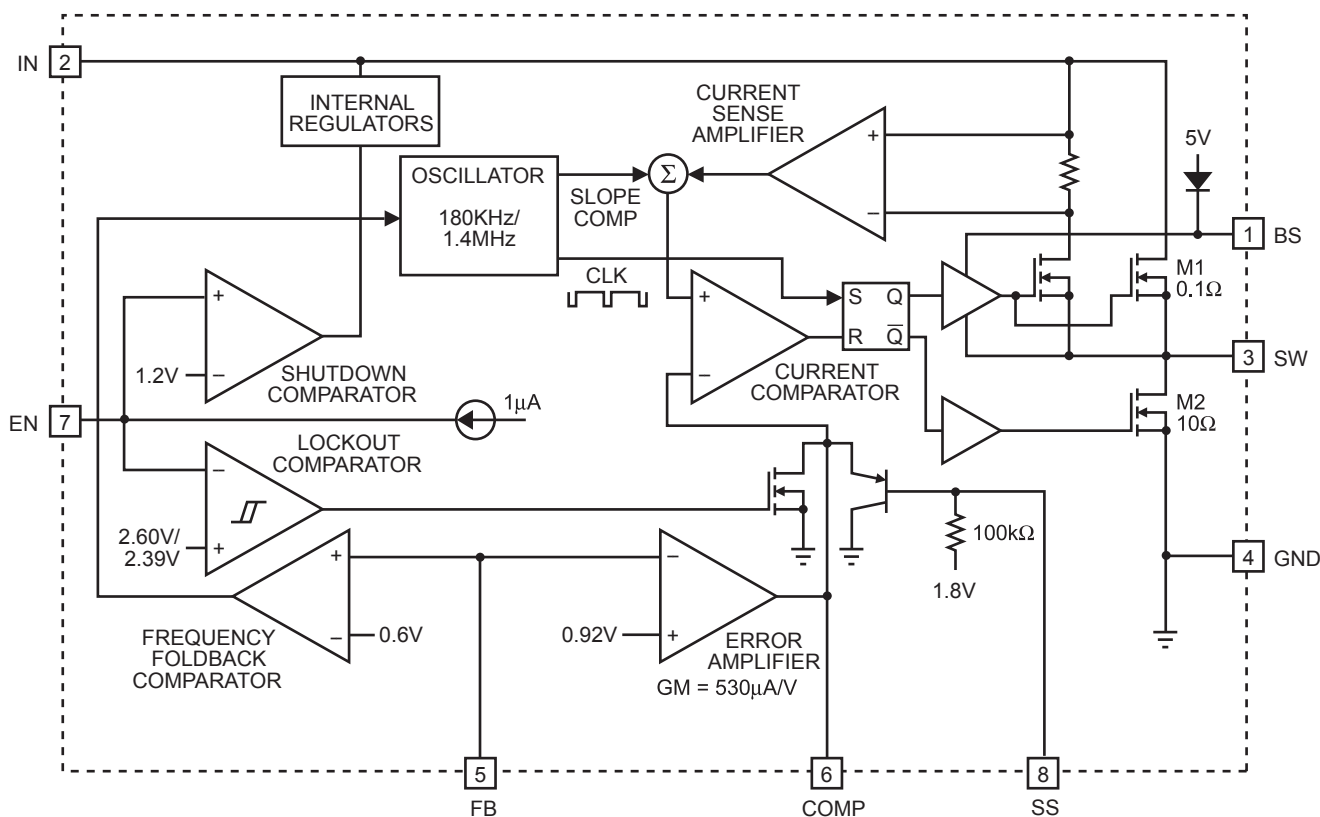 IN
2
INTERNAL
REGULATORS
CURRENT
SENSE
AMPLIFIER
+
–
5V
OSCILLATOR
180KHz/
1.4MHz
Σ
SLOPE
COMP
1
BS
CLK
+
–
1.2V
SHUTDOWN
COMPARATOR
+
–
CURRENT
COMPARATOR
S
Q
R
Q̅
M1
0.1Ω
3
SW
EN
7
1μA
LOCKOUT
COMPARATOR
–
+
2.60V/
2.39V
M2
10Ω
100kΩ
1.8V
4
GND
+
–
0.6V
FREQUENCY
FOLDBACK
COMPARATOR
–
+
0.92V
ERROR
AMPLIFIER
GM = 530μA/V
5
FB
6
COMP
8
SS